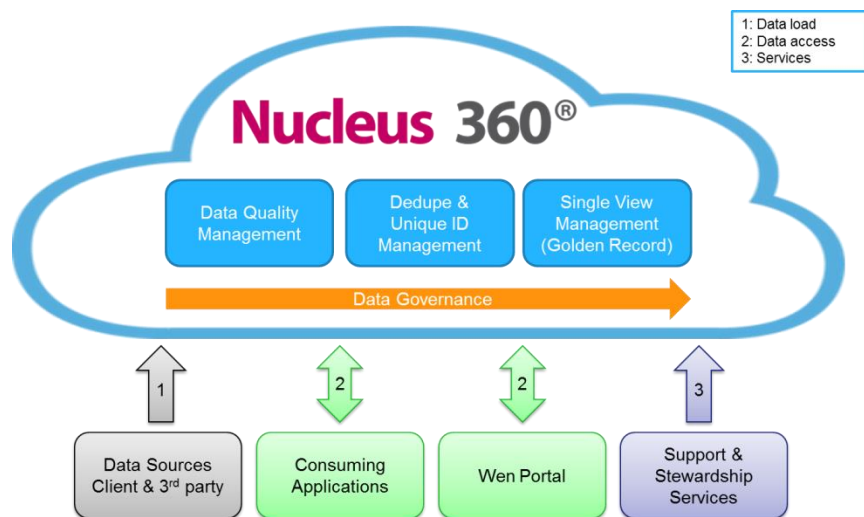 1: Data load
2: Data access
3: Services
Nucleus 360®
Data Quality
Management
Dedupe &
Unique ID
Management
Single View
Management
(Golden Record)
Data Governance
1
2
2
3
Data Sources
Client & 3rd party
Consuming
Applications
Wen Portal
Support &
Stewardship
Services